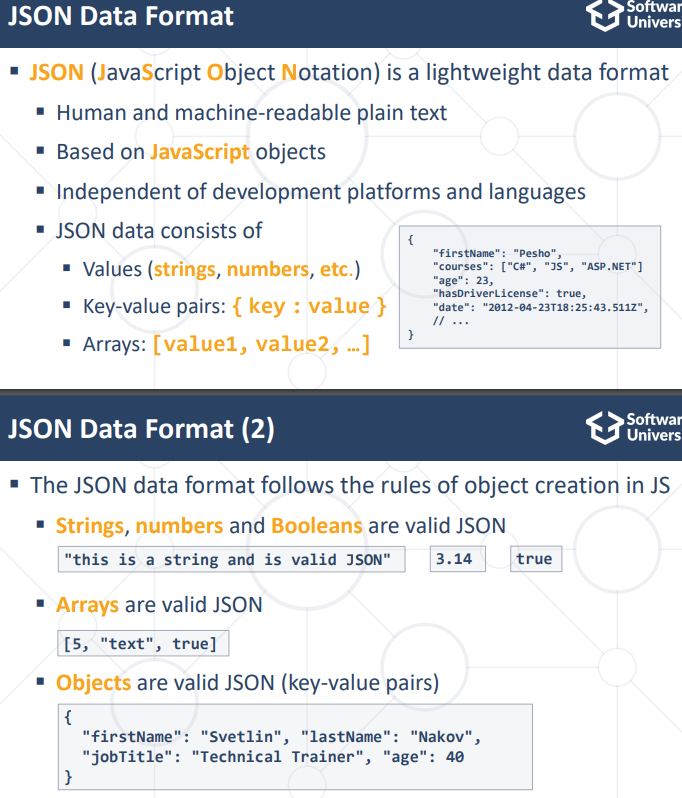 JSON Data Format
Softwar
Univers
▪ JSON (JavaScript Object Notation) is a lightweight data format
▪ Human and machine-readable plain text
▪ Based on JavaScript objects
▪ Independent of development platforms and languages
▪ JSON data consists of
▪ Values (strings, numbers, etc.)
▪ Key-value pairs: { key : value }
▪ Arrays: [value1, value2, …]
{
"firstName": "Pesho",
"courses": ["C#", "JS", "ASP.NET"]
"age": 23,
"hasDriverLicense": true,
"date": "2012-04-23T18:25:43.511Z",
// ...
}
JSON Data Format (2)
Softwar
Univers
▪ The JSON data format follows the rules of object creation in JS
▪ Strings, numbers and Booleans are valid JSON
"this is a string and is valid JSON" 3.14 true
▪ Arrays are valid JSON
[5, "text", true]
▪ Objects are valid JSON (key-value pairs)
{
"firstName": "Svetlin", "lastName": "Nakov",
"jobTitle": "Technical Trainer", "age": 40
}